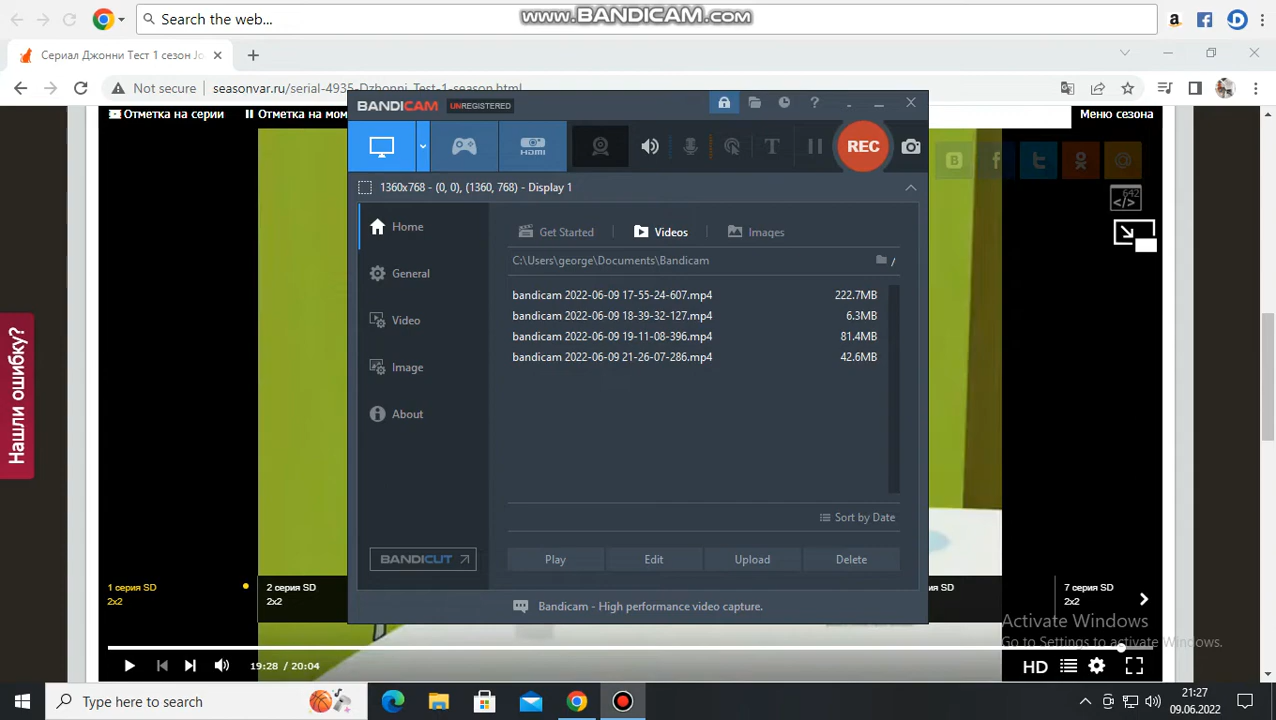 Search the web...
www.BANDICAM.com
Сериал Джонни Тест 1 сезон Jo
Not secure
seasonvar.ru/serial-4935-Dzhonni_Test-1-season.html
BANDICAM UNREGISTERED
Отметка на серии
Отметка на мом
Меню сезона
HDMI
REC
642
1360x768 - (0, 0), (1360, 768) - Display 1
Home
General
Video
Image
About
Get Started
Videos
Images
C:\Users\george\Documents\Bandicam
/
bandicam 2022-06-09 17-55-24-607.mp4 222.7MB
bandicam 2022-06-09 18-39-32-127.mp4 6.3MB
bandicam 2022-06-09 19-11-08-396.mp4 81.4MB
bandicam 2022-06-09 21-26-07-286.mp4 42.6MB
Sort by Date
BANDICUT
Play
Edit
Upload
Delete
Bandicam - High performance video capture.
Нашли ошибку?
1 серия SD
2x2
2 серия SD
2x2
ия SD
7 серия SD
2x2
Activate Windows
Go to Settings to activate Windows.
19:28 / 20:04
HD
Type here to search
21:27
09.06.2022